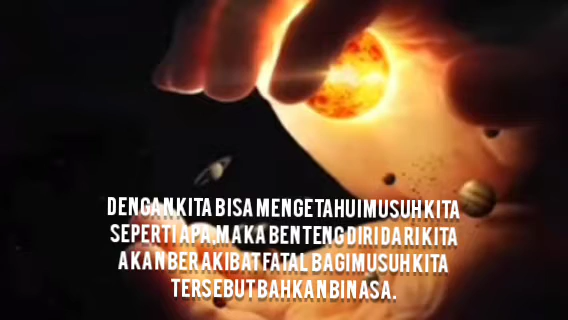 DENGAN KITA BISA MENGETAHUI MUSUH KITA
SEPERTI APA,MAKA BENTENG DIRI DARI KITA
AKAN BERAKIBAT FATAL BAGI MUSUH KITA
TERSEBUT BAHKAN BINASA.